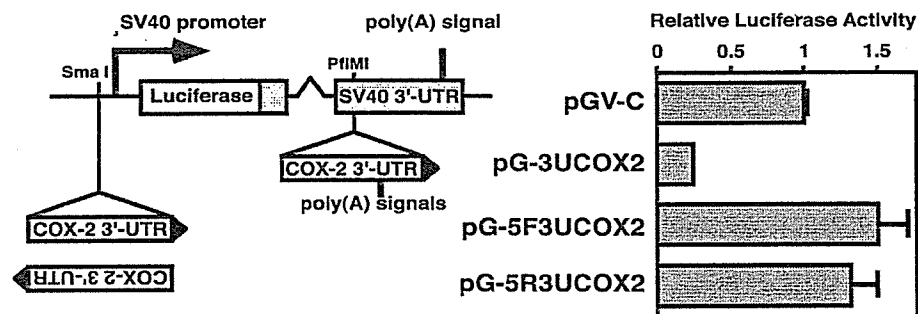 SV40 promoter
poly(A) signal
Sma I
PflMI
Luciferase
SV40 3'-UTR
COX-2 3'-UTR
poly(A) signals
COX-2 3'-UTR
COX-2-3'-UTR
Relative Luciferase Activity
0 0.5 1 1.5
pGV-C
pG-3UCOX2
pG-5F3UCOX2
pG-5R3UCOX2